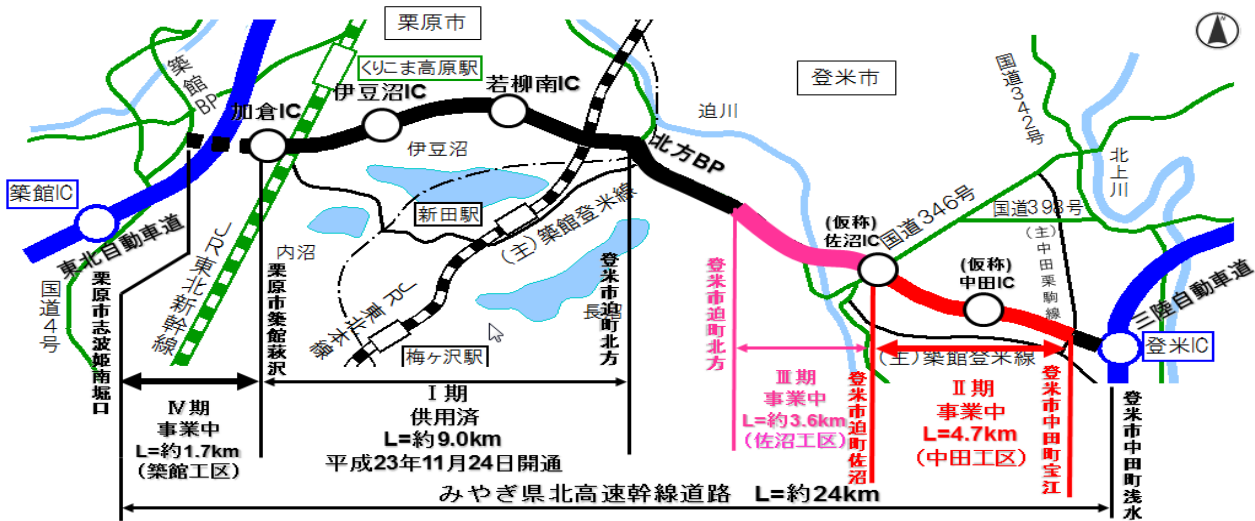 栗原市
築館BP
くりこま高原駅
加倉IC
伊豆沼IC
若柳南IC
登米市
国道342号
迫川
北方BP
北上川
伊豆沼
築館IC
東北自動車道
JR東北新幹線
国道4号
内沼
新田駅
(主)築館登米線
長沼
JR東北本線
梅ヶ沢駅
(仮称)
佐沼IC
国道346号
国道398号
(主)中田栗駒線
(仮称)
中田IC
三陸自動車道
登米IC
(主)築館登米線
栗原市志波姫南堀口
栗原市築館萩沢
登米市迫町北方
登米市迫町北方
登米市迫町佐沼
登米市中田町宝江
登米市中田町浅水
Ⅳ期
事業中
L=約1.7km
(築館工区)
Ⅰ期
供用済
L=約9.0km
平成23年11月24日開通
Ⅲ期
事業中
L=約3.6km
(佐沼工区)
Ⅱ期
事業中
L=4.7km
(中田工区)
みやぎ県北高速幹線道路 L=約24km